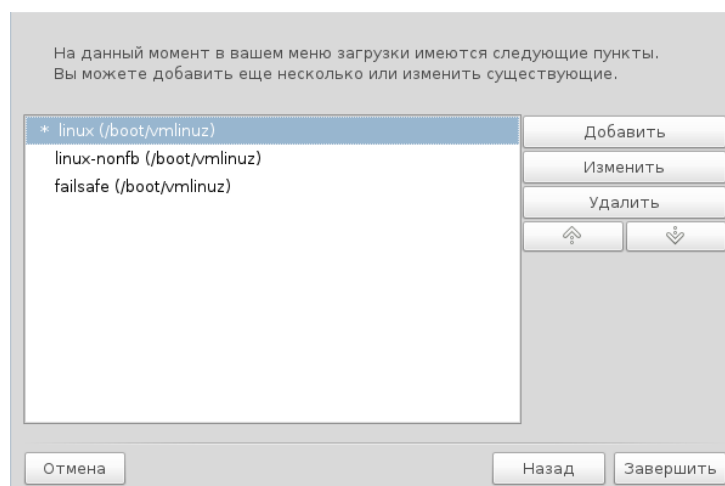 На данный момент в вашем меню загрузки имеются следующие пункты.
Вы можете добавить еще несколько или изменить существующие.
* linux (/boot/vmlinuz)
linux-nonfb (/boot/vmlinuz)
failsafe (/boot/vmlinuz)
Добавить
Изменить
Удалить
Отмена
Назад
Завершить